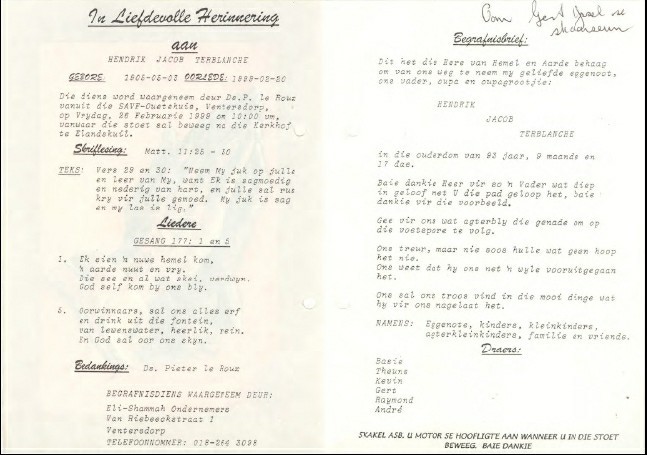 In Liefdevolle Herinnering
aan
HENDRIK JACOB TERBLANCHE
GEBORE: 1905-05-03 OORLEDE: 1999-02-20
Die diens word waargeneem deur Ds.P. le Roux
vanuit die SAVF-Ouetehuis, Ventersdorp,
op Vrydag, 26 Februarie 1999 om 10:00 vm,
vanwaar die stoet sal beweeg na die Kerkhof
te Elandskuil.
Skriflesing: Matt. 11:25 - 30
TEKS: Vers 29 en 30: "Neem My juk op julle
en leer van My, want Ek is sagmoedig
en nederig van hart, en julle sal rus
kry vir julle gemoed. My juk is sag
en my las is lig."
Liedere
GESANG 177: 1 en 5
1. Ek sien 'n nuwe hemel kom,
'n aarde nuut en vry.
Die see en al wat skei, verdwyn.
God self kom by ons bly.
5. Oorwinnaars, sal ons alles erf
en drink uit die fontein,
van lewenswater, heerlik, rein.
En God sal oor ons skyn.
Bedankings: Ds. Pieter le Roux
BEGRAFNISDIENS WAARGENEEM DEUR:
Eli-Shammah Ondernemers
Van Riebeeckstraat 1
Ventersdorp
TELEFOONNOMMER: 018-264 3098
Oom Gert Josel se
skoonseun
Begrafnisbrief:
Dit het die Here van Hemel en Aarde behaag
om van ons weg te neem my geliefde eggenoot,
ons vader, oupa en oupagrootjie:
HENDRIK
JACOB
TERBLANCHE
in die ouderdom van 93 jaar, 9 maande en
17 dae.
Baie dankie Heer vir so 'n Vader wat diep
in geloof met U die pad geloop het, baie
dankie vir die voorbeeld.
Gee vir ons wat agterbly die genade om op
die voetspore te volg.
Ons treur, maar nie soos hulle wat geen hoop
het nie.
Ons weet dat hy ons net 'n wyle vooruitgegaan
het.
Ons sal ons troos vind in die mooi dinge wat
hy vir ons nagelaat het.
NAMENS: Eggenote, kinders, kleinkinders,
agterkleinkinders, familie en vriende.
Draers:
Basie
Theuns
Kevin
Gert
Raymond
André
SKAKEL ASB. U MOTOR SE HOOFLIGTE AAN WANNEER U IN DIE STOET
BEWEEG. BAIE DANKIE